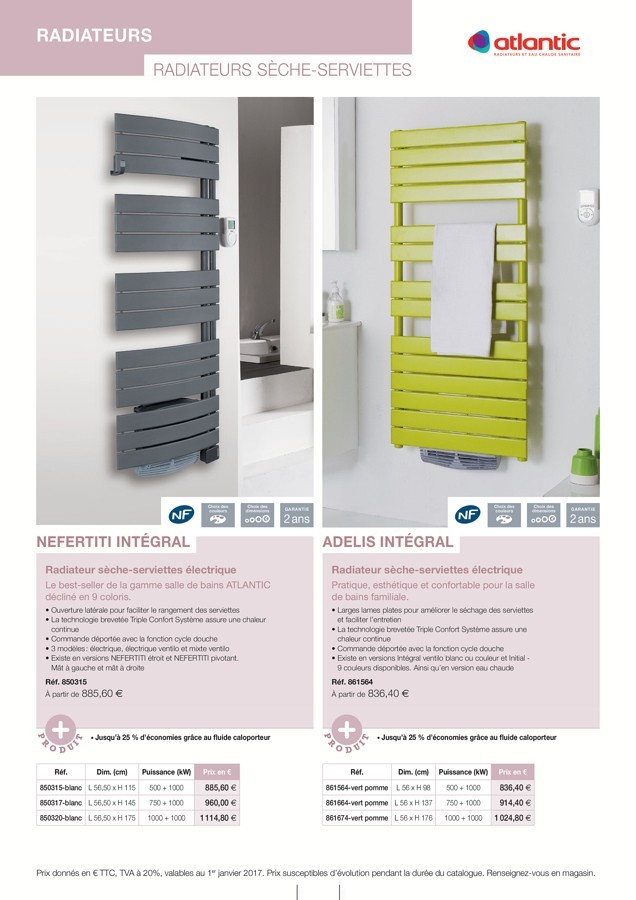 RADIATEURS
RADIATEURS SÈCHE-SERVIETTES
atlantic
RADIATEURS ET EAU CHAUDE SANITAIRE
NF
Choix des couleurs
Choix des dimensions
GARANTIE
2 ans
NF
Choix des couleurs
Choix des dimensions
GARANTIE
2 ans
NEFERTITI INTÉGRAL
Radiateur sèche-serviettes électrique
Le best-seller de la gamme salle de bains ATLANTIC
décliné en 9 coloris.
• Ouverture latérale pour faciliter le rangement des serviettes
• La technologie brevetée Triple Confort Système assure une chaleur
continue
• Commande déportée avec la fonction cycle douche
• 3 modèles : électrique, électrique ventilo et mixte ventilo
• Existe en versions NEFERTITI étroit et NEFERTITI pivotant.
Mât à gauche et mât à droite
Réf. 850315
À partir de 885,60 €
PRODUIT
• Jusqu'à 25 % d'économies grâce au fluide caloporteur
Réf. Dim. (cm) Puissance (kW) Prix en €
850315-blanc L 56,50 x H 115 500 + 1000 885,60 €
850317-blanc L 56,50 x H 145 750 + 1000 960,00 €
850320-blanc L 56,50 x H 175 1000 + 1000 1 114,80 €
ADELIS INTÉGRAL
Radiateur sèche-serviettes électrique
Pratique, esthétique et confortable pour la salle
de bains familiale.
• Larges lames plates pour améliorer le séchage des serviettes
et faciliter l'entretien
• La technologie brevetée Triple Confort Système assure une
chaleur continue
• Commande déportée avec la fonction cycle douche
• Existe en versions Intégral ventilo blanc ou couleur et Initial -
9 couleurs disponibles. Ainsi qu'en version eau chaude
Réf. 861564
À partir de 836,40 €
PRODUIT
• Jusqu'à 25 % d'économies grâce au fluide caloporteur
Réf. Dim. (cm) Puissance (kW) Prix en €
861564-vert pomme L 56 x H 98 500 + 1000 836,40 €
861664-vert pomme L 56 x H 137 750 + 1000 914,40 €
861674-vert pomme L 56 x H 176 1000 + 1000 1 024,80 €
Prix donnés en € TTC, TVA à 20%, valables au 1er janvier 2017. Prix susceptibles d'évolution pendant la durée du catalogue. Renseignez-vous en magasin.